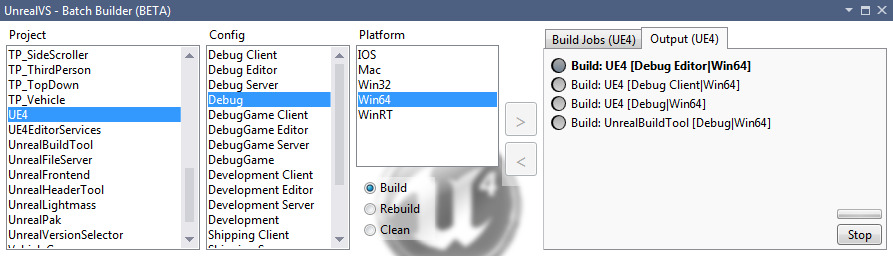 UnrealVS - Batch Builder (BETA)
Project
TP_SideScroller
TP_ThirdPerson
TP_TopDown
TP_Vehicle
UE4
UE4EditorServices
UnrealBuildTool
UnrealFileServer
UnrealFrontend
UnrealHeaderTool
UnrealLightmass
UnrealPak
UnrealVersionSelector
Config
Debug Client
Debug Editor
Debug Server
Debug
DebugGame Client
DebugGame Editor
DebugGame Server
DebugGame
Development Client
Development Editor
Development Server
Development
Shipping Client
Platform
IOS
Mac
Win32
Win64
WinRT
Build
Rebuild
Clean
>
<
Build Jobs (UE4)
Output (UE4)
Build: UE4 [Debug Editor|Win64]
Build: UE4 [Debug Client|Win64]
Build: UE4 [Debug|Win64]
Build: UnrealBuildTool [Debug|Win64]
Stop